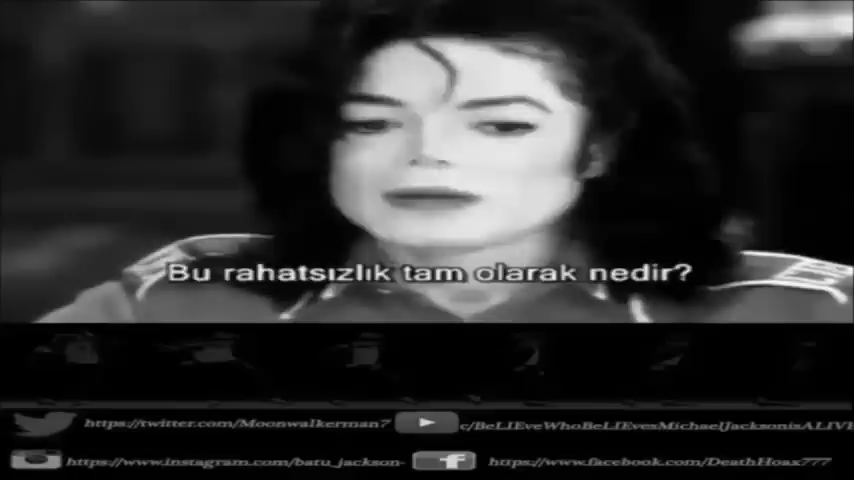 Bu rahatsızlık tam olarak nedir?
https://twitter.com/Moonwalkerman7 c/BeLIEveWhoBeLIEvesMichaelJacksonisALIVE
https://www.instagram.com/batu_jackson- https://www.facebook.com/DeathHoax777